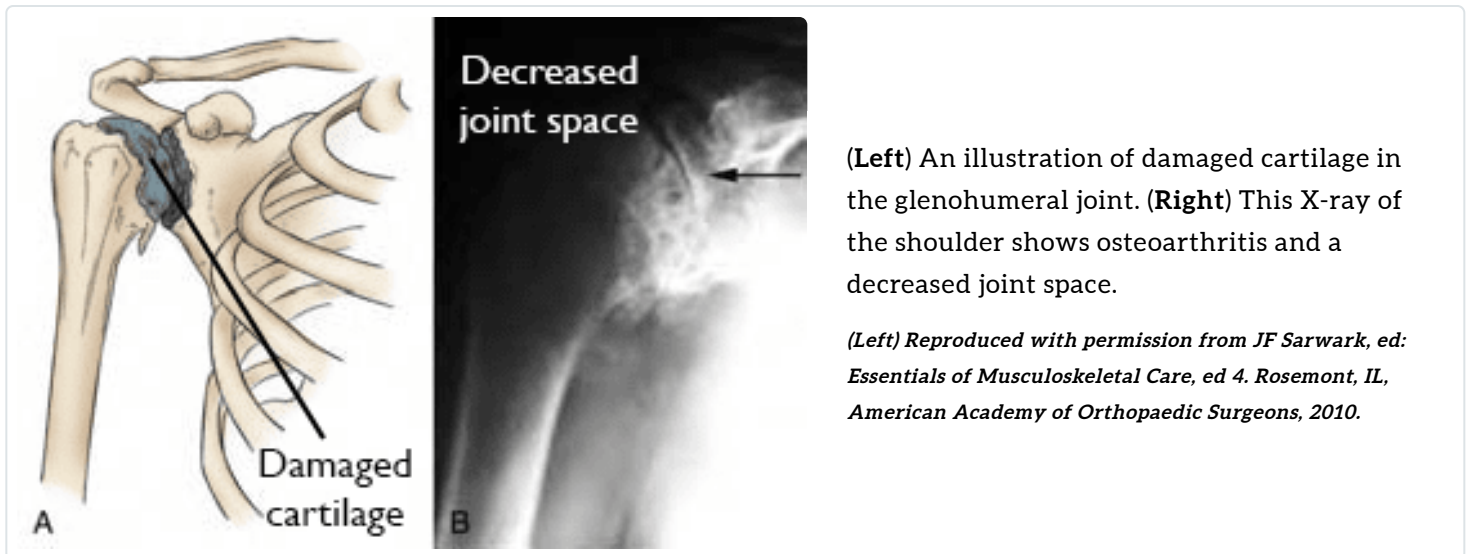 Damaged
cartilage
A
Decreased
joint space
B
(Left) An illustration of damaged cartilage in
the glenohumeral joint. (Right) This X-ray of
the shoulder shows osteoarthritis and a
decreased joint space.
(Left) Reproduced with permission from JF Sarwark, ed:
Essentials of Musculoskeletal Care, ed 4. Rosemont, IL,
American Academy of Orthopaedic Surgeons, 2010.